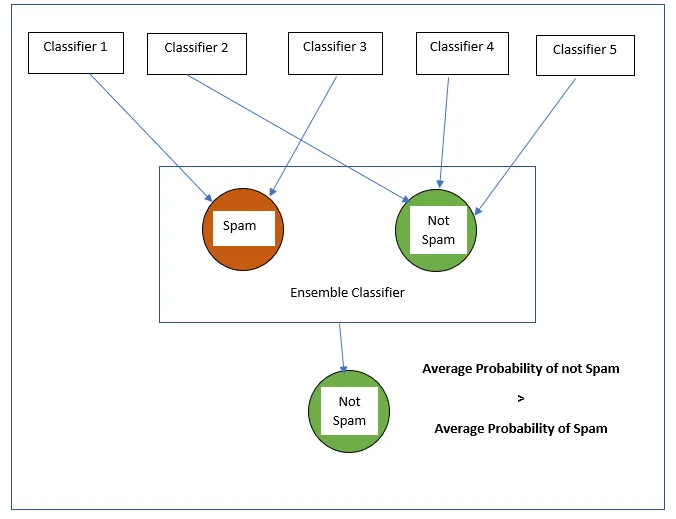 Classifier 1
Classifier 2
Classifier 3
Classifier 4
Classifier 5
Spam
Not
Spam
Ensemble Classifier
Not
Spam
Average Probability of not Spam
>
Average Probability of Spam